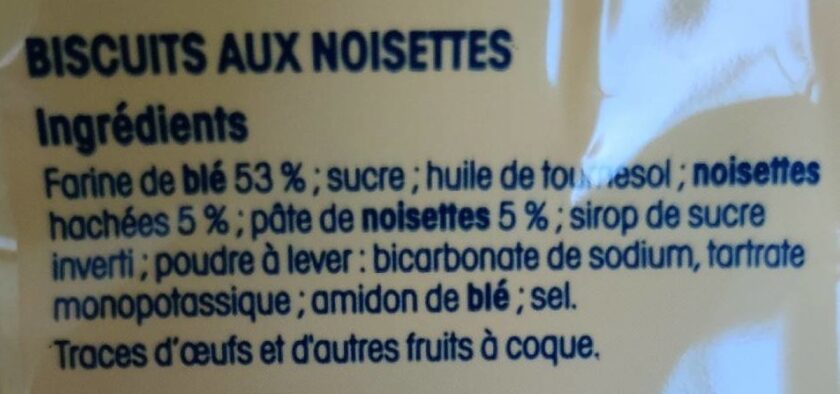 BISCUITS AUX NOISETTES
Ingrédients
Farine de blé 53 % ; sucre ; huile de tournesol ; noisettes
hachées 5 % ; pâte de noisettes 5 % ; sirop de sucre
inverti ; poudre à lever : bicarbonate de sodium, tartrate
monopotassique ; amidon de blé ; sel.
Traces d'œufs et d'autres fruits à coque.